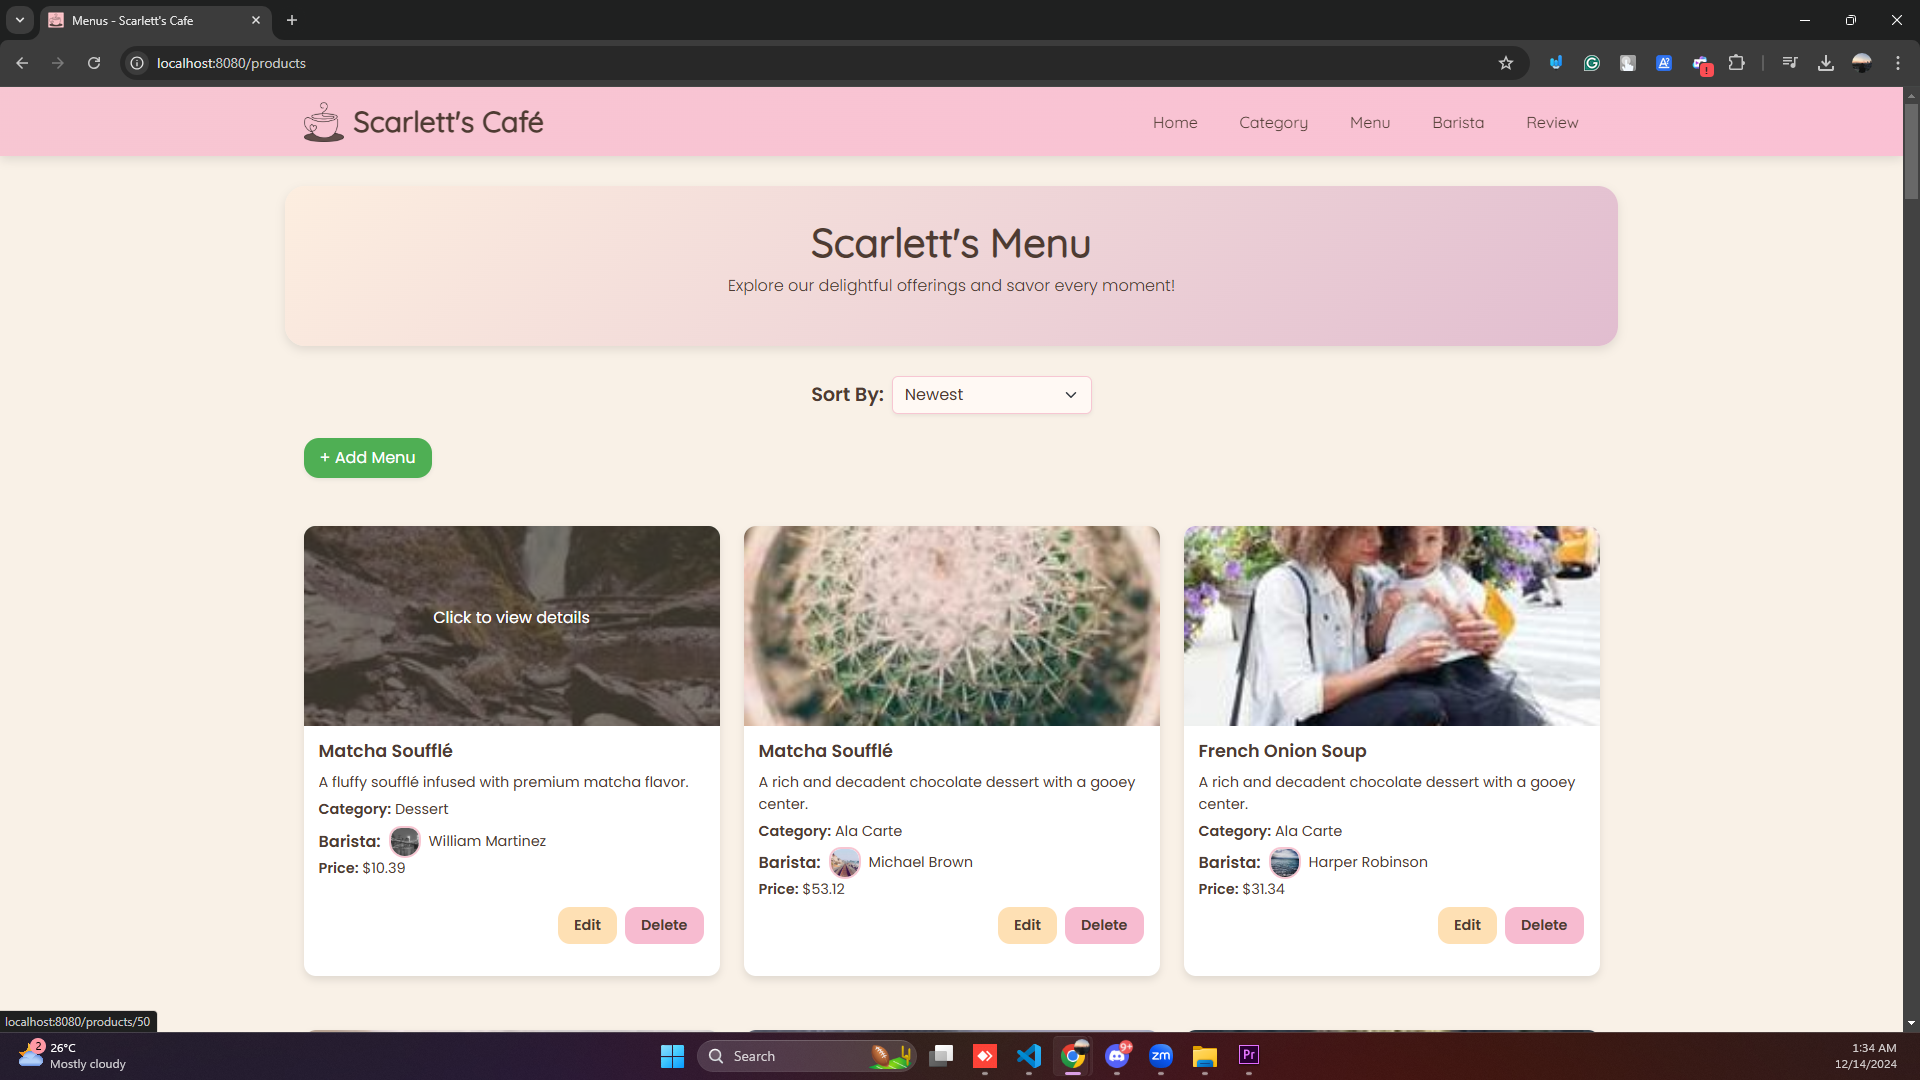 Menus - Scarlett's Cafe
localhost:8080/products
Scarlett's Café
Home
Category
Menu
Barista
Review
Scarlett's Menu
Explore our delightful offerings and savor every moment!
Sort By:
Newest
+ Add Menu
Click to view details
Matcha Soufflé
A fluffy soufflé infused with premium matcha flavor.
Category: Dessert
Barista: William Martinez
Price: $10.39
Edit
Delete
Matcha Soufflé
A rich and decadent chocolate dessert with a gooey
center.
Category: Ala Carte
Barista: Michael Brown
Price: $53.12
Edit
Delete
French Onion Soup
A rich and decadent chocolate dessert with a gooey
center.
Category: Ala Carte
Barista: Harper Robinson
Price: $31.34
Edit
Delete
localhost:8080/products/50
2
26°C
Mostly cloudy
Search
9+
zm
Pr
1:34 AM
12/14/2024